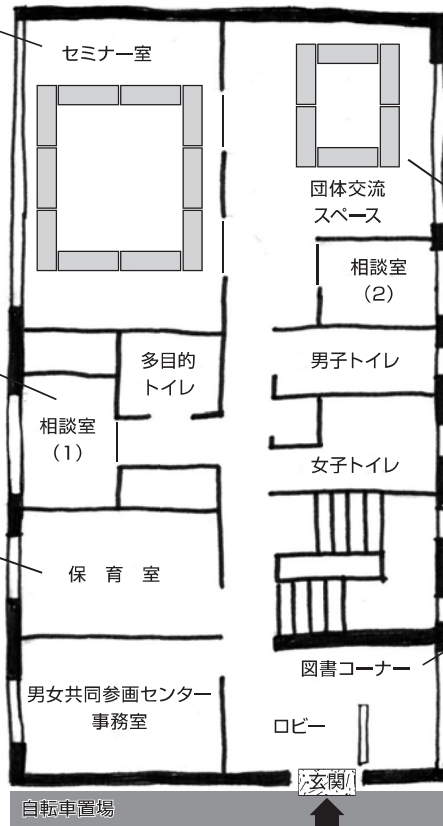 セミナー室
団体交流
スペース
相談室
（2）
多目的
トイレ
男子トイレ
相談室
（1）
女子トイレ
保 育 室
図書コーナー
男女共同参画センター
事務室
ロビー
玄関
自転車置場